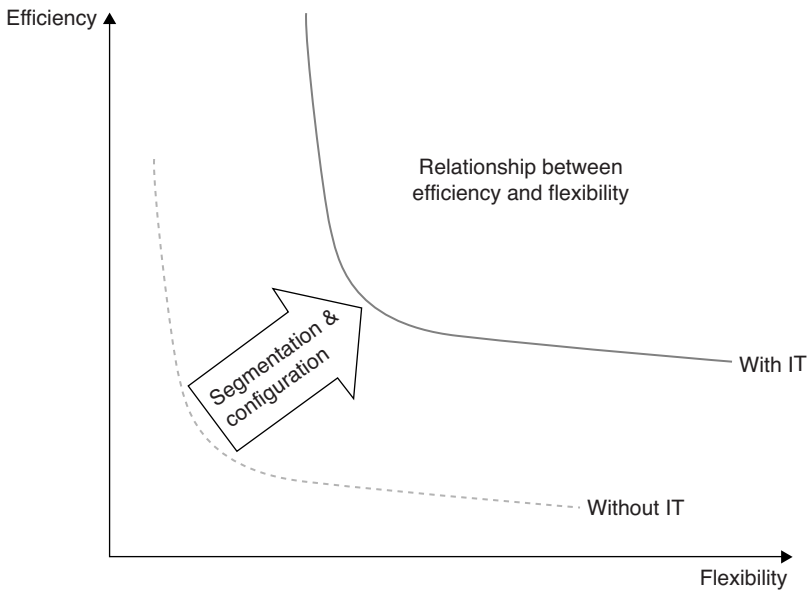 Efficiency
Relationship between
efficiency and flexibility
Segmentation &
configuration
With IT
Without IT
Flexibility